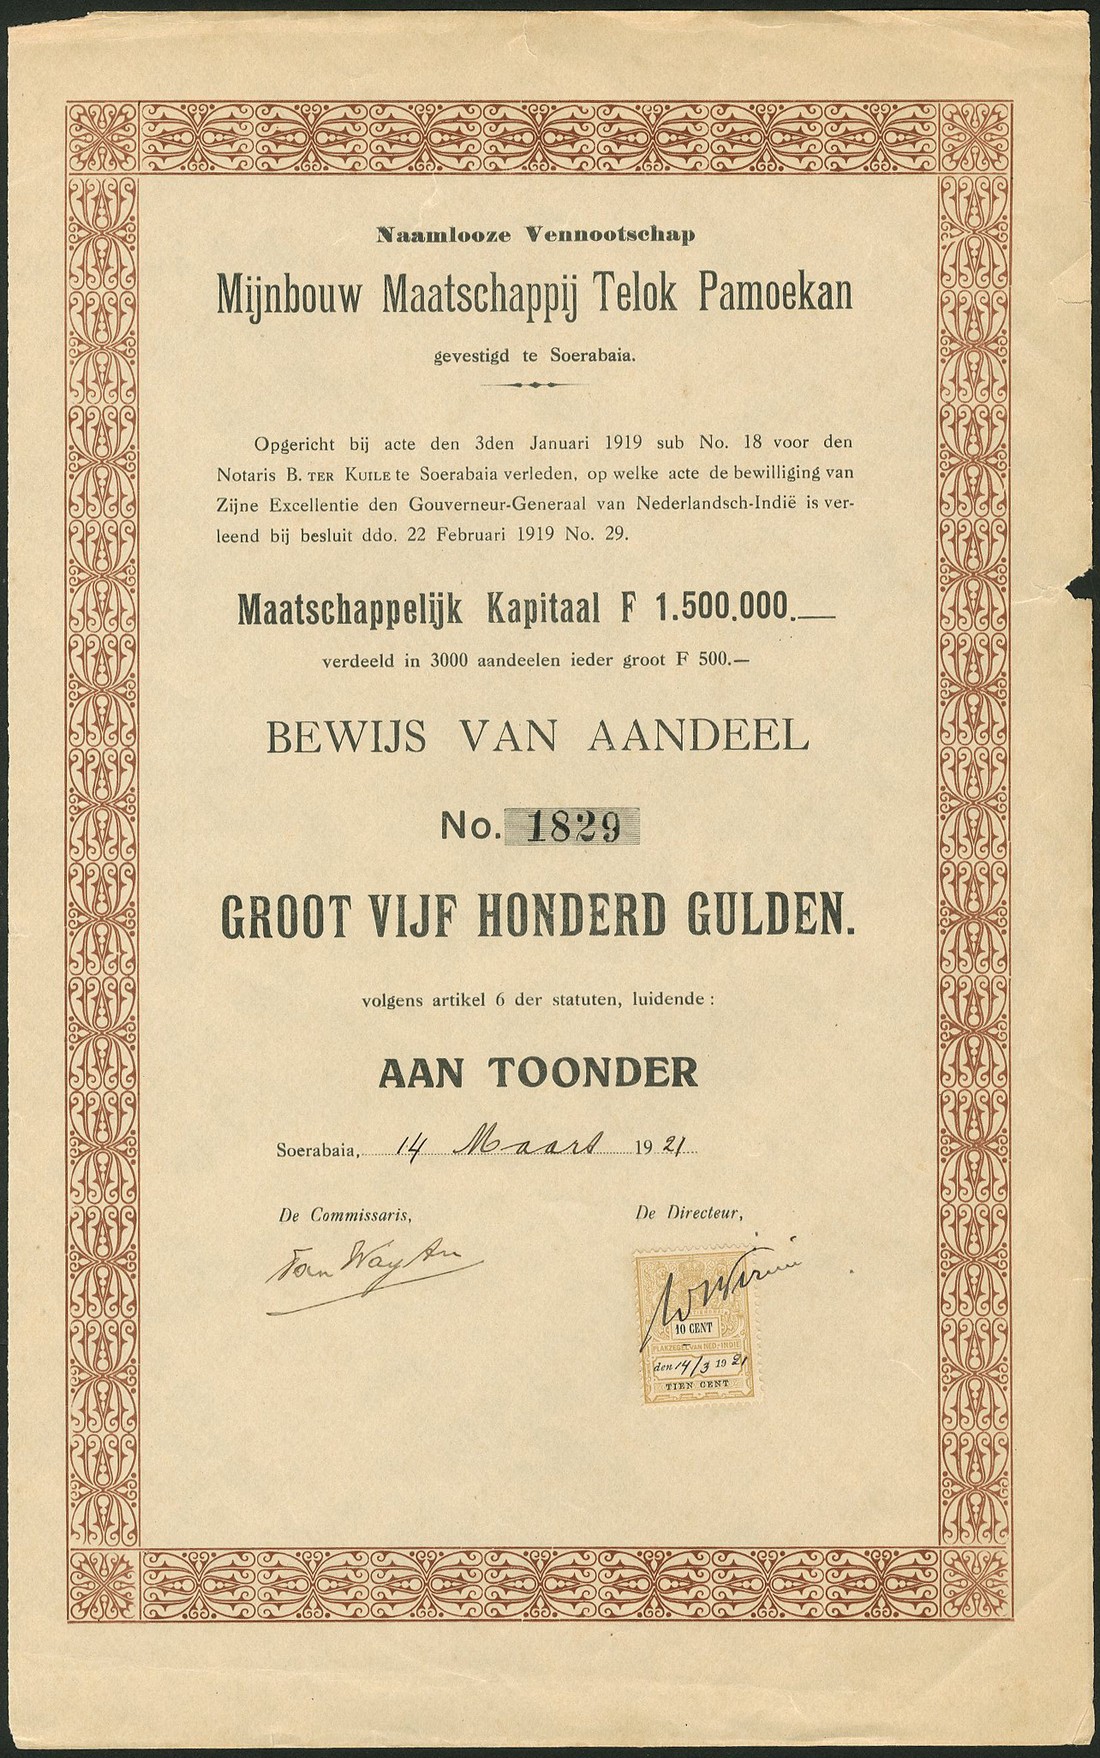 Naamlooze Vennootschap
Mijnbouw Maatschappij Telok Pamoekan
gevestigd te Soerabaia.
Opgericht bij acte den 3den Januari 1919 sub No. 18 voor den
Notaris B. TER KUILE te Soerabaia verleden, op welke acte de bewilliging van
Zijne Excellentie den Gouverneur-Generaal van Nederlandsch-Indië is ver-
leend bij besluit ddo. 22 Februari 1919 No. 29.
Maatschappelijk Kapitaal F 1.500.000.—
verdeeld in 3000 aandeelen ieder groot F 500.—
BEWIJS VAN AANDEEL
No. 1829
GROOT VIJF HONDERD GULDEN.
volgens artikel 6 der statuten, luidende :
AAN TOONDER
Soerabaia, 14 Maart 1921
De Commissaris,
De Directeur,
10 CENT
PLAKZEGEL VAN NED.-INDIË
den 14/3 1921
TIEN CENT